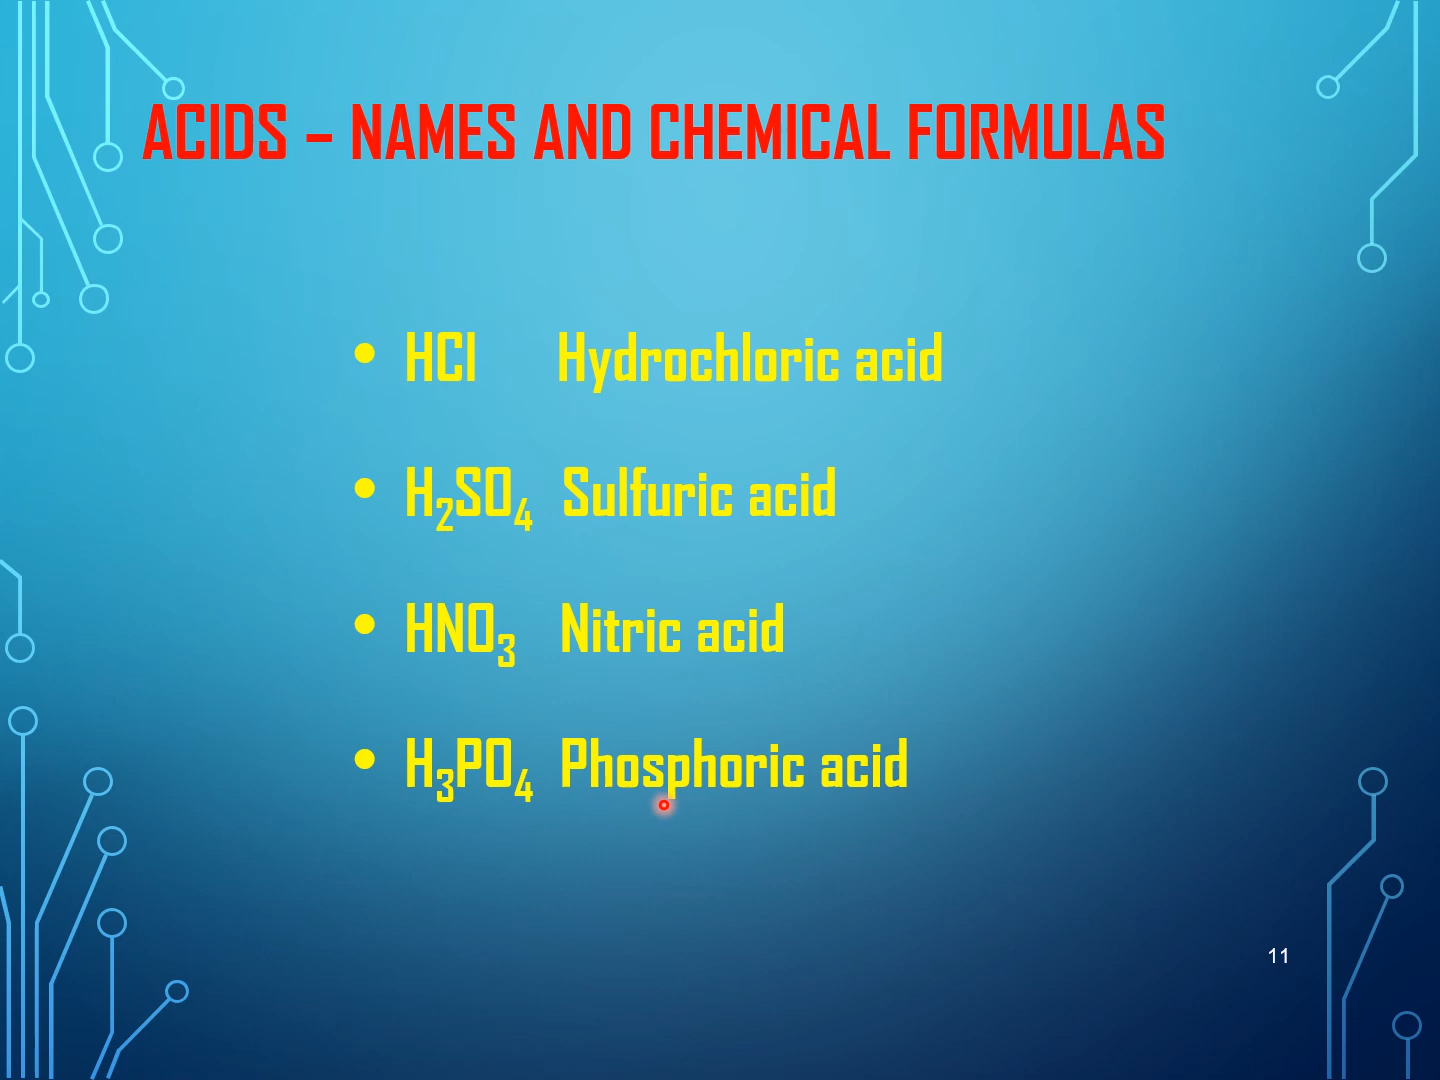 ACIDS – NAMES AND CHEMICAL FORMULAS
• HCl Hydrochloric acid
• H₂SO₄ Sulfuric acid
• HNO₃ Nitric acid
• H₃PO₄ Phosphoric acid
11